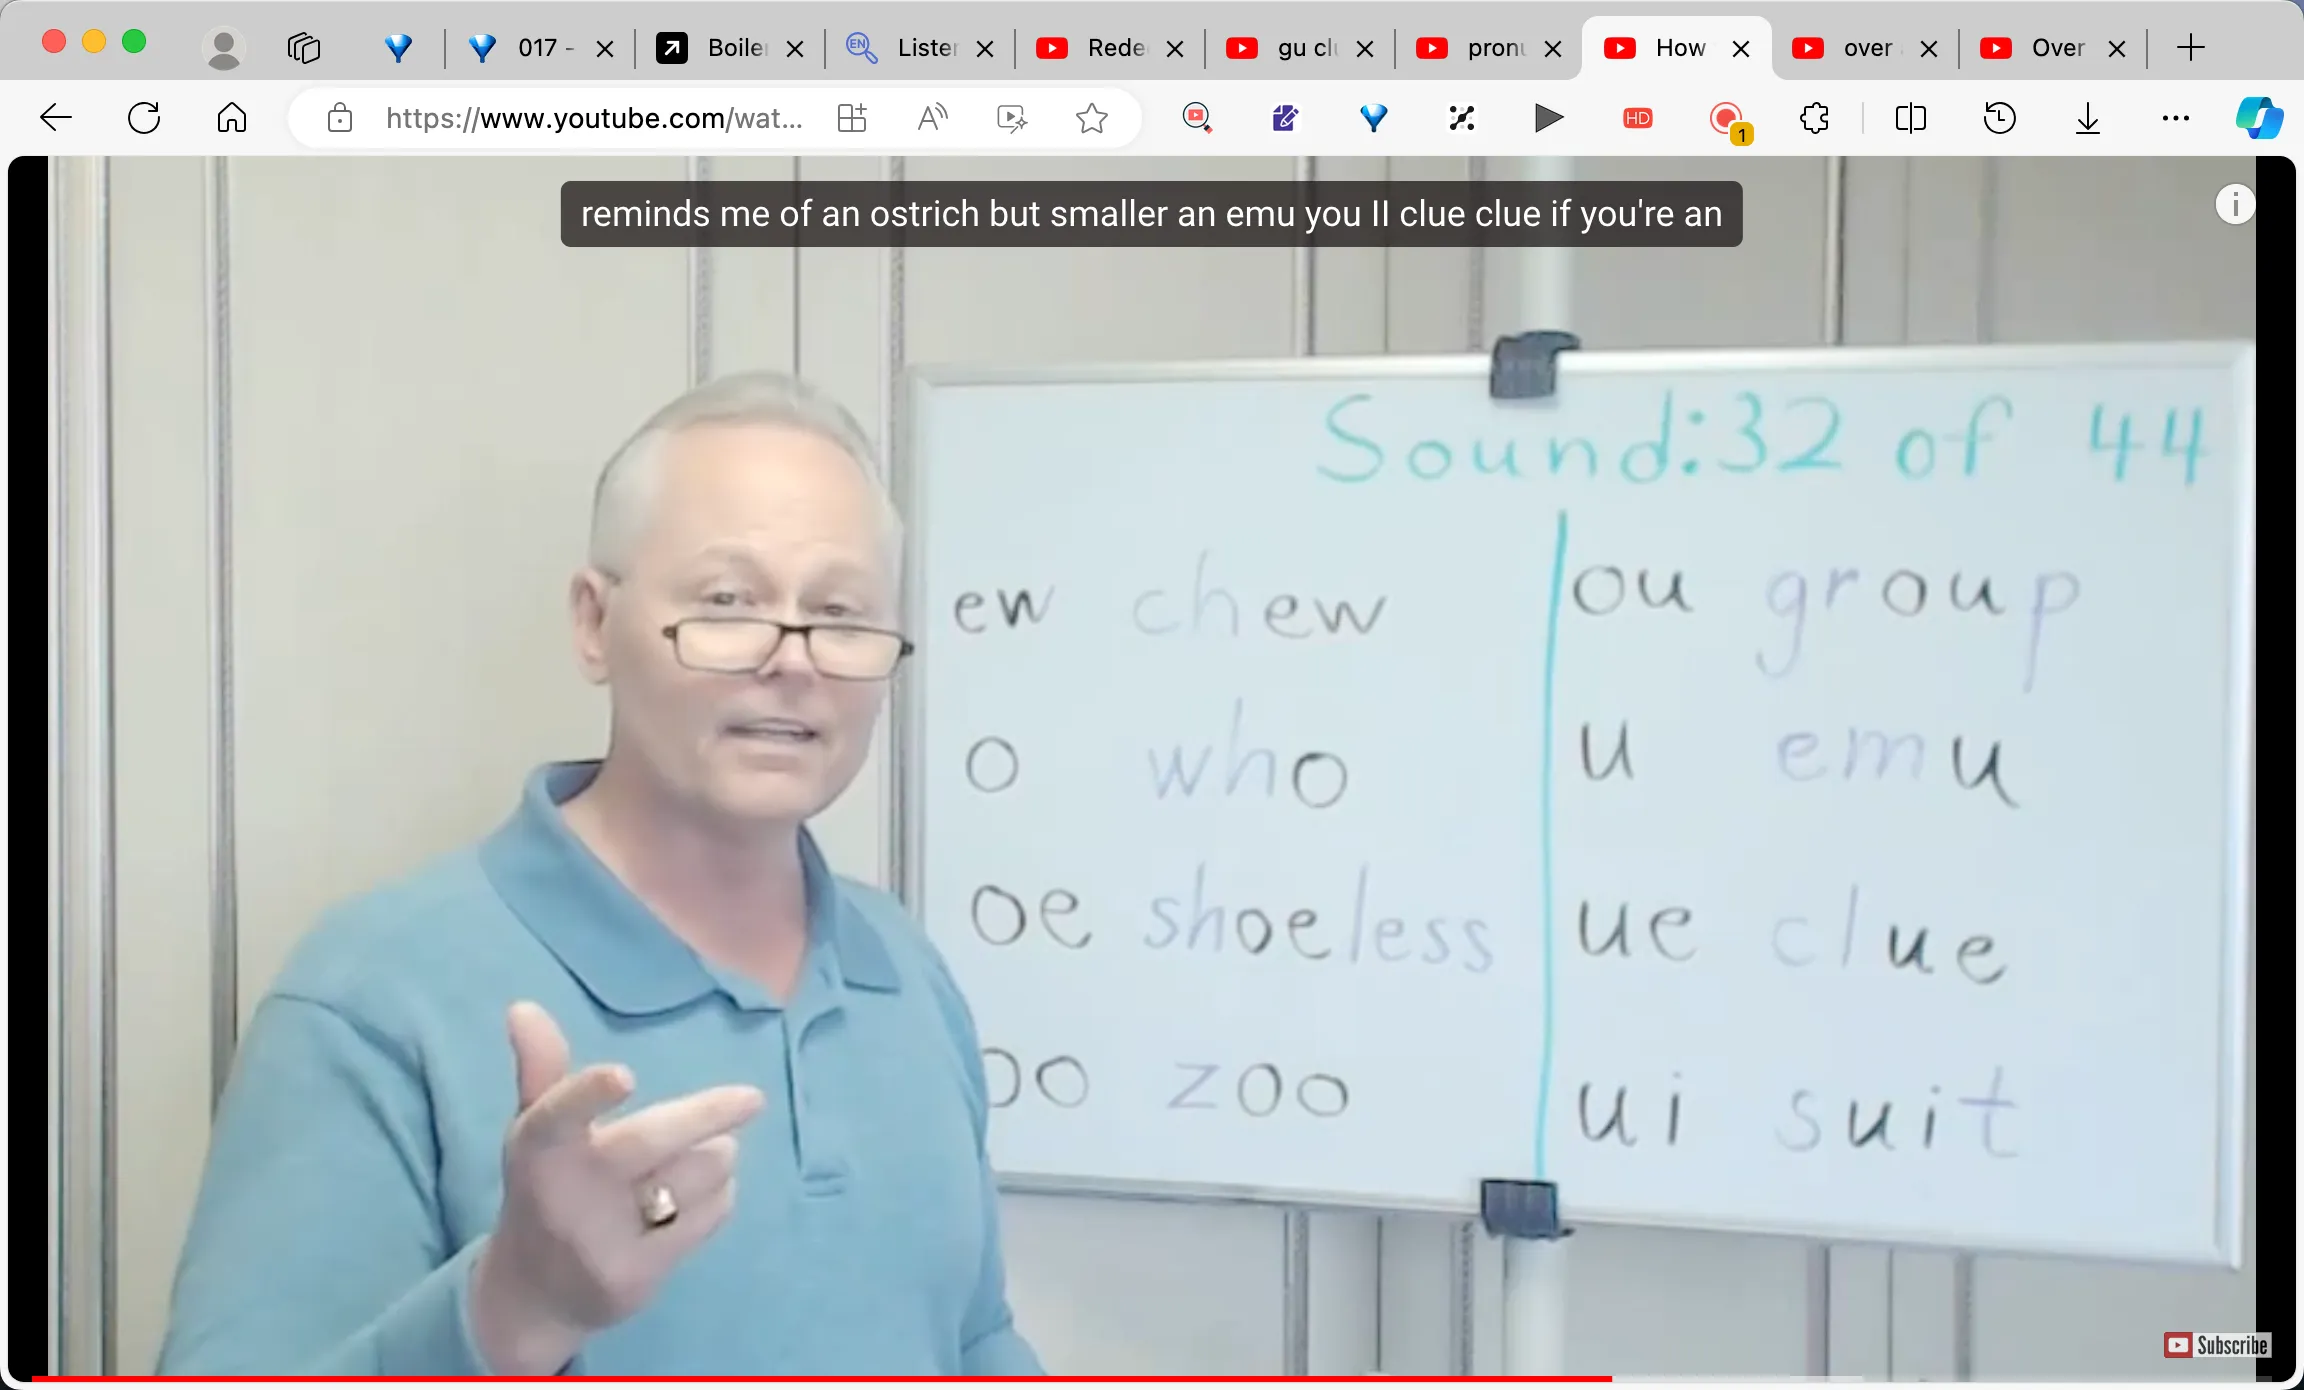 017 -
Boile
Lister
Rede
gu cl
pron
How
over
Over
EN
https://www.youtube.com/wat...
HD
1
reminds me of an ostrich but smaller an emu you II clue clue if you're an
i
Sound:32 of 44
ew chew
o who
oe shoeless
oo zoo
ou group
u emu
ue clue
ui suit
Subscribe